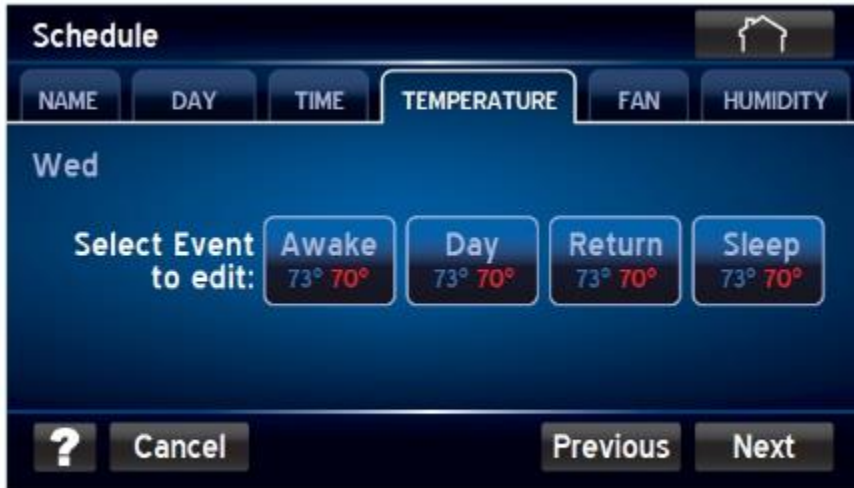 Schedule
NAME DAY TIME TEMPERATURE FAN HUMIDITY
Wed
Select Event
to edit:
Awake
73° 70°
Day
73° 70°
Return
73° 70°
Sleep
73° 70°
? Cancel Previous Next